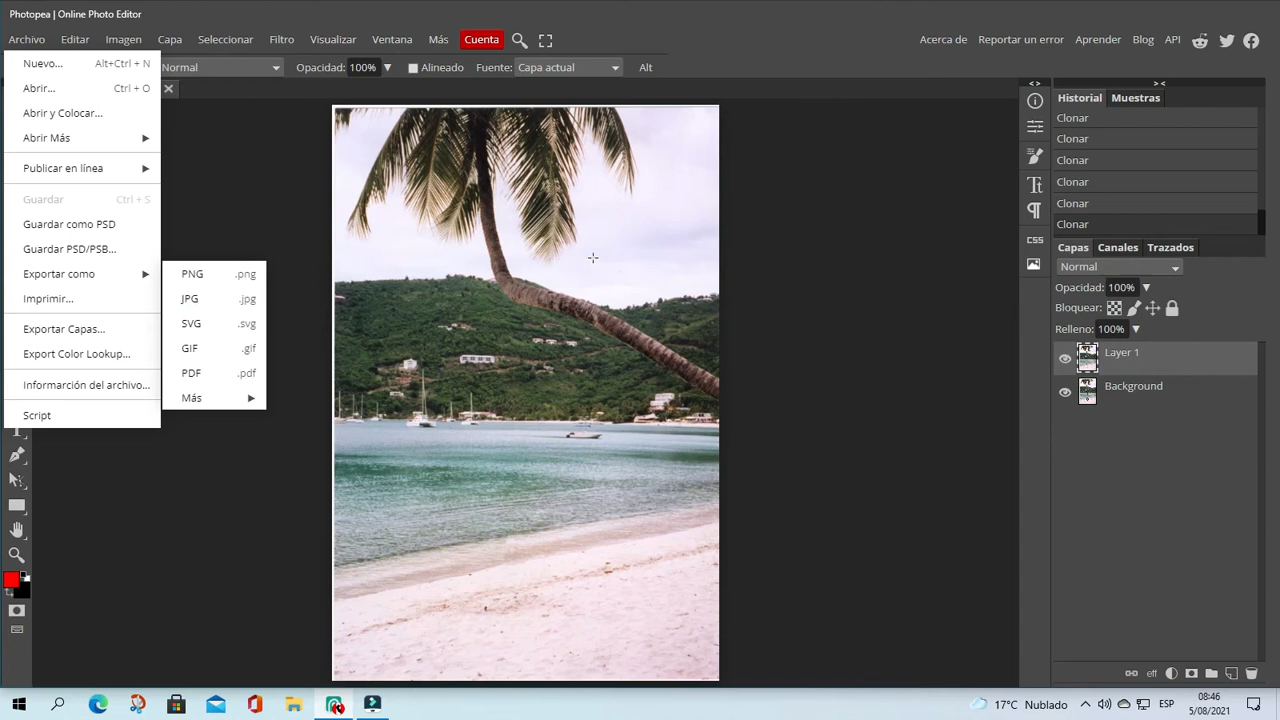 Photopea | Online Photo Editor
Archivo Editar Imagen Capa Seleccionar Filtro Visualizar Ventana Más Cuenta
Acerca de Reportar un error Aprender Blog API
Normal Opacidad: 100% Alineado Fuente: Capa actual Alt
Nuevo... Alt+Ctrl + N
Abrir... Ctrl + O
Abrir y Colocar...
Abrir Más
Publicar en línea
Guardar Ctrl + S
Guardar como PSD
Guardar PSD/PSB...
Exportar como
Imprimir...
Exportar Capas...
Export Color Lookup...
Información del archivo...
Script
PNG .png
JPG .jpg
SVG .svg
GIF .gif
PDF .pdf
Más
< >
> <
Historial Muestras
Clonar
Clonar
Clonar
Clonar
Clonar
Clonar
CSS
Capas Canales Trazados
Normal
Opacidad: 100%
Bloquear:
Relleno: 100%
Layer 1
Background
eff
17°C Nublado
ESP
08:46
5/08/2021